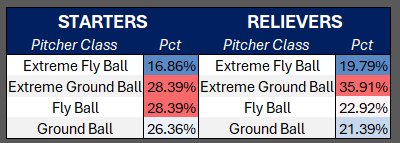 STARTERS RELIEVERS
Pitcher Class Pct Pitcher Class Pct
Extreme Fly Ball 16.86% Extreme Fly Ball 19.79%
Extreme Ground Ball 28.39% Extreme Ground Ball 35.91%
Fly Ball 28.39% Fly Ball 22.92%
Ground Ball 26.36% Ground Ball 21.39%